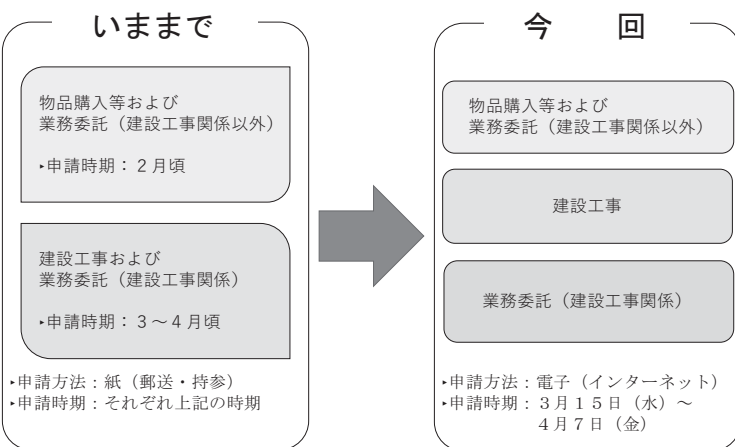 いままで
物品購入等および
業務委託（建設工事関係以外）
▸申請時期：２月頃
建設工事および
業務委託（建設工事関係）
▸申請時期：３～４月頃
▸申請方法：紙（郵送・持参）
▸申請時期：それぞれ上記の時期
今　回
物品購入等および
業務委託（建設工事関係以外）
建設工事
業務委託（建設工事関係）
▸申請方法：電子（インターネット）
▸申請時期：３月１５日（水）～
４月７日（金）